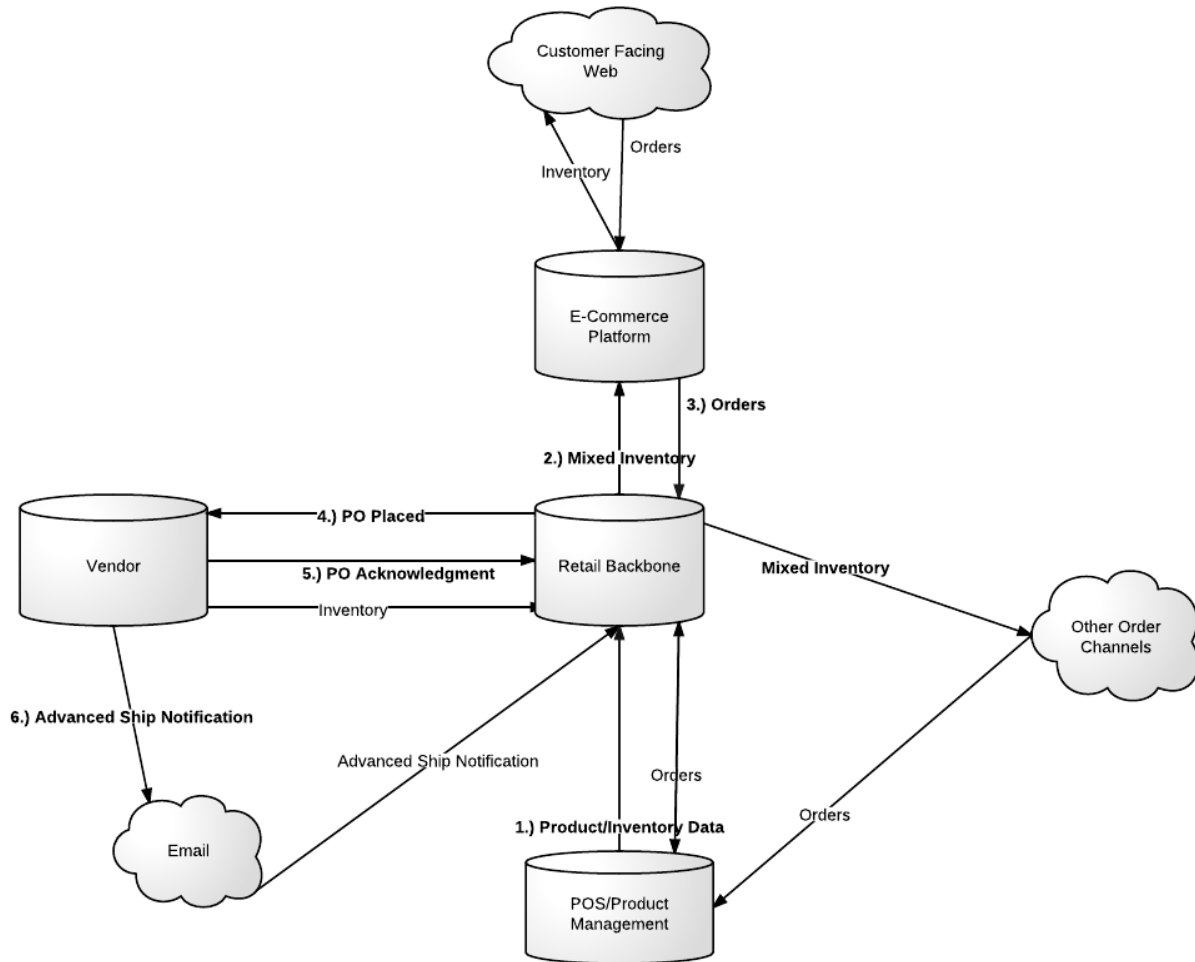 Customer Facing
Web
Orders
Inventory
E-Commerce
Platform
3.) Orders
2.) Mixed Inventory
4.) PO Placed
Vendor
Retail Backbone
5.) PO Acknowledgment
Mixed Inventory
Inventory
Other Order
Channels
6.) Advanced Ship Notification
Advanced Ship Notification
Orders
Orders
1.) Product/Inventory Data
Email
POS/Product
Management